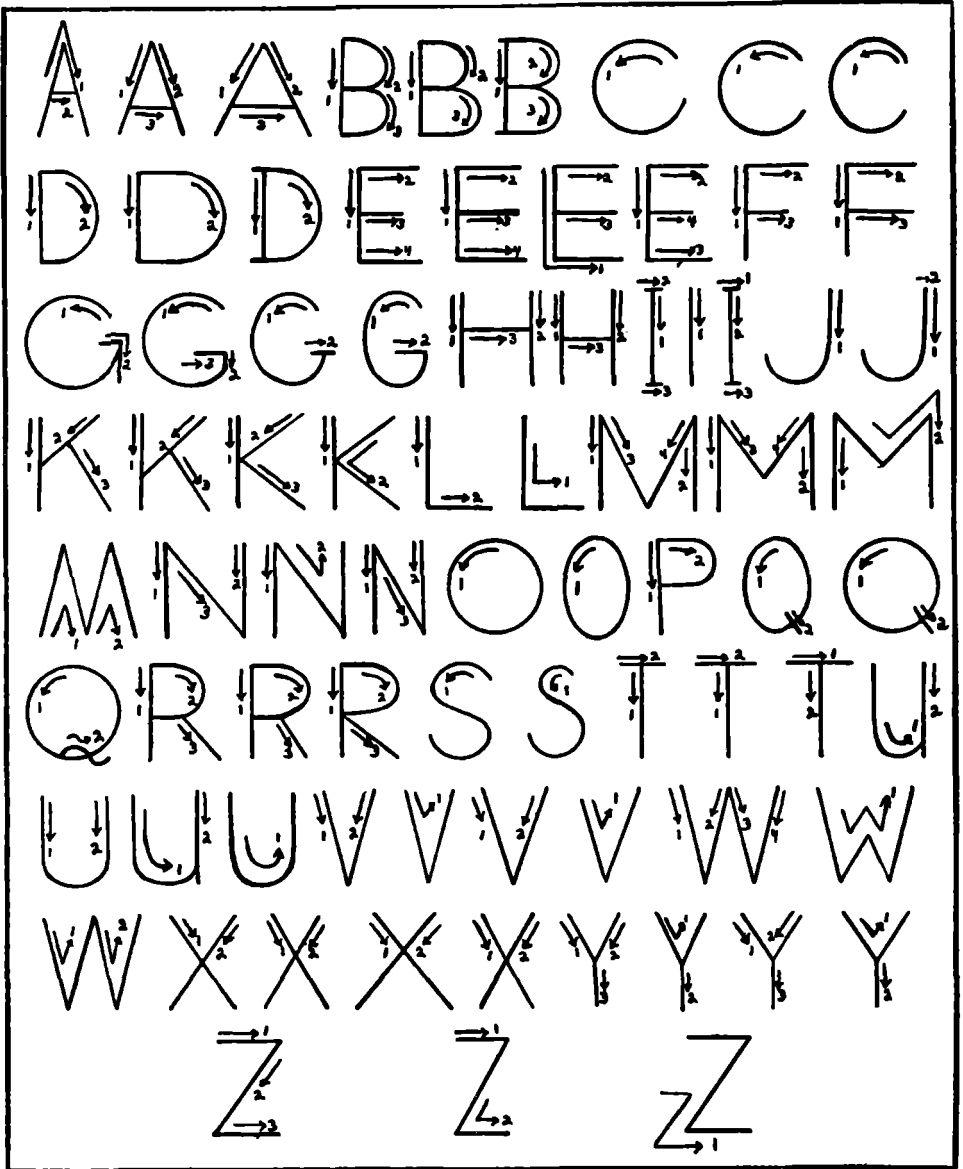 A A A B B B C C C
D D D E E E E F F
G G G G H H I I I J J
K K K K L L M M M
M N N N O O P Q Q
Q R R R S S T T T U
U U U V V V V W W
W X X X X Y Y Y Y
Z Z Z